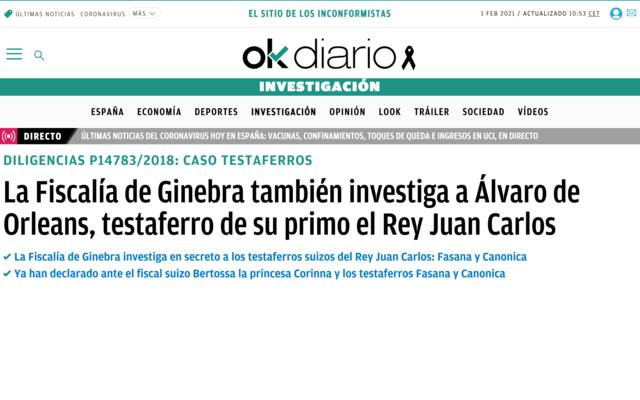 ÚLTIMAS NOTICIAS CORONAVIRUS MÁS EL SITIO DE LOS INCONFORMISTAS 1 FEB 2021 / ACTUALIZADO 10:53 CET
okdiario
INVESTIGACIÓN
ESPAÑA ECONOMÍA DEPORTES INVESTIGACIÓN OPINIÓN LOOK TRÁILER SOCIEDAD VÍDEOS
DIRECTO ÚLTIMAS NOTICIAS DEL CORONAVIRUS HOY EN ESPAÑA: VACUNAS, CONFINAMIENTOS, TOQUES DE QUEDA E INGRESOS EN UCI, EN DIRECTO
DILIGENCIAS P14783/2018: CASO TESTAFERROS
La Fiscalía de Ginebra también investiga a Álvaro de
Orleans, testaferro de su primo el Rey Juan Carlos
La Fiscalía de Ginebra investiga en secreto a los testaferros suizos del Rey Juan Carlos: Fasana y Canonica
Ya han declarado ante el fiscal suizo Bertossa la princesa Corinna y los testaferros Fasana y Canonica